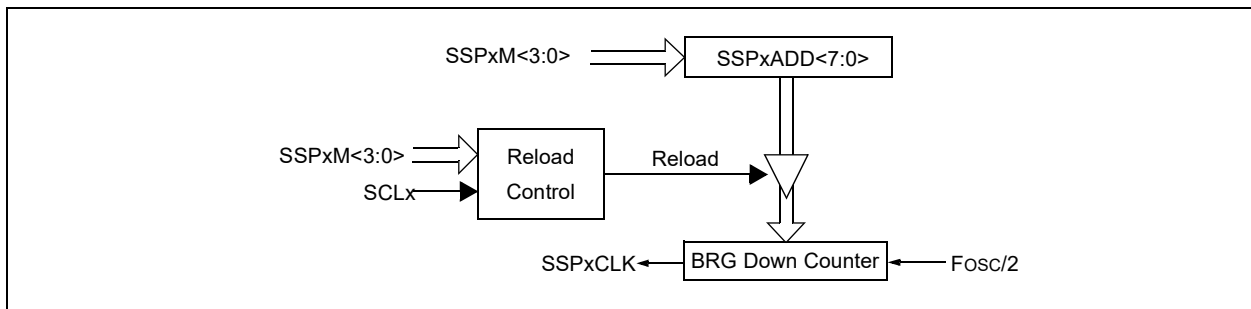 SSPxM<3:0>
SSPxADD<7:0>
SSPxM<3:0>
Reload
Control
Reload
SCLx
SSPxCLK
BRG Down Counter
FOSC/2